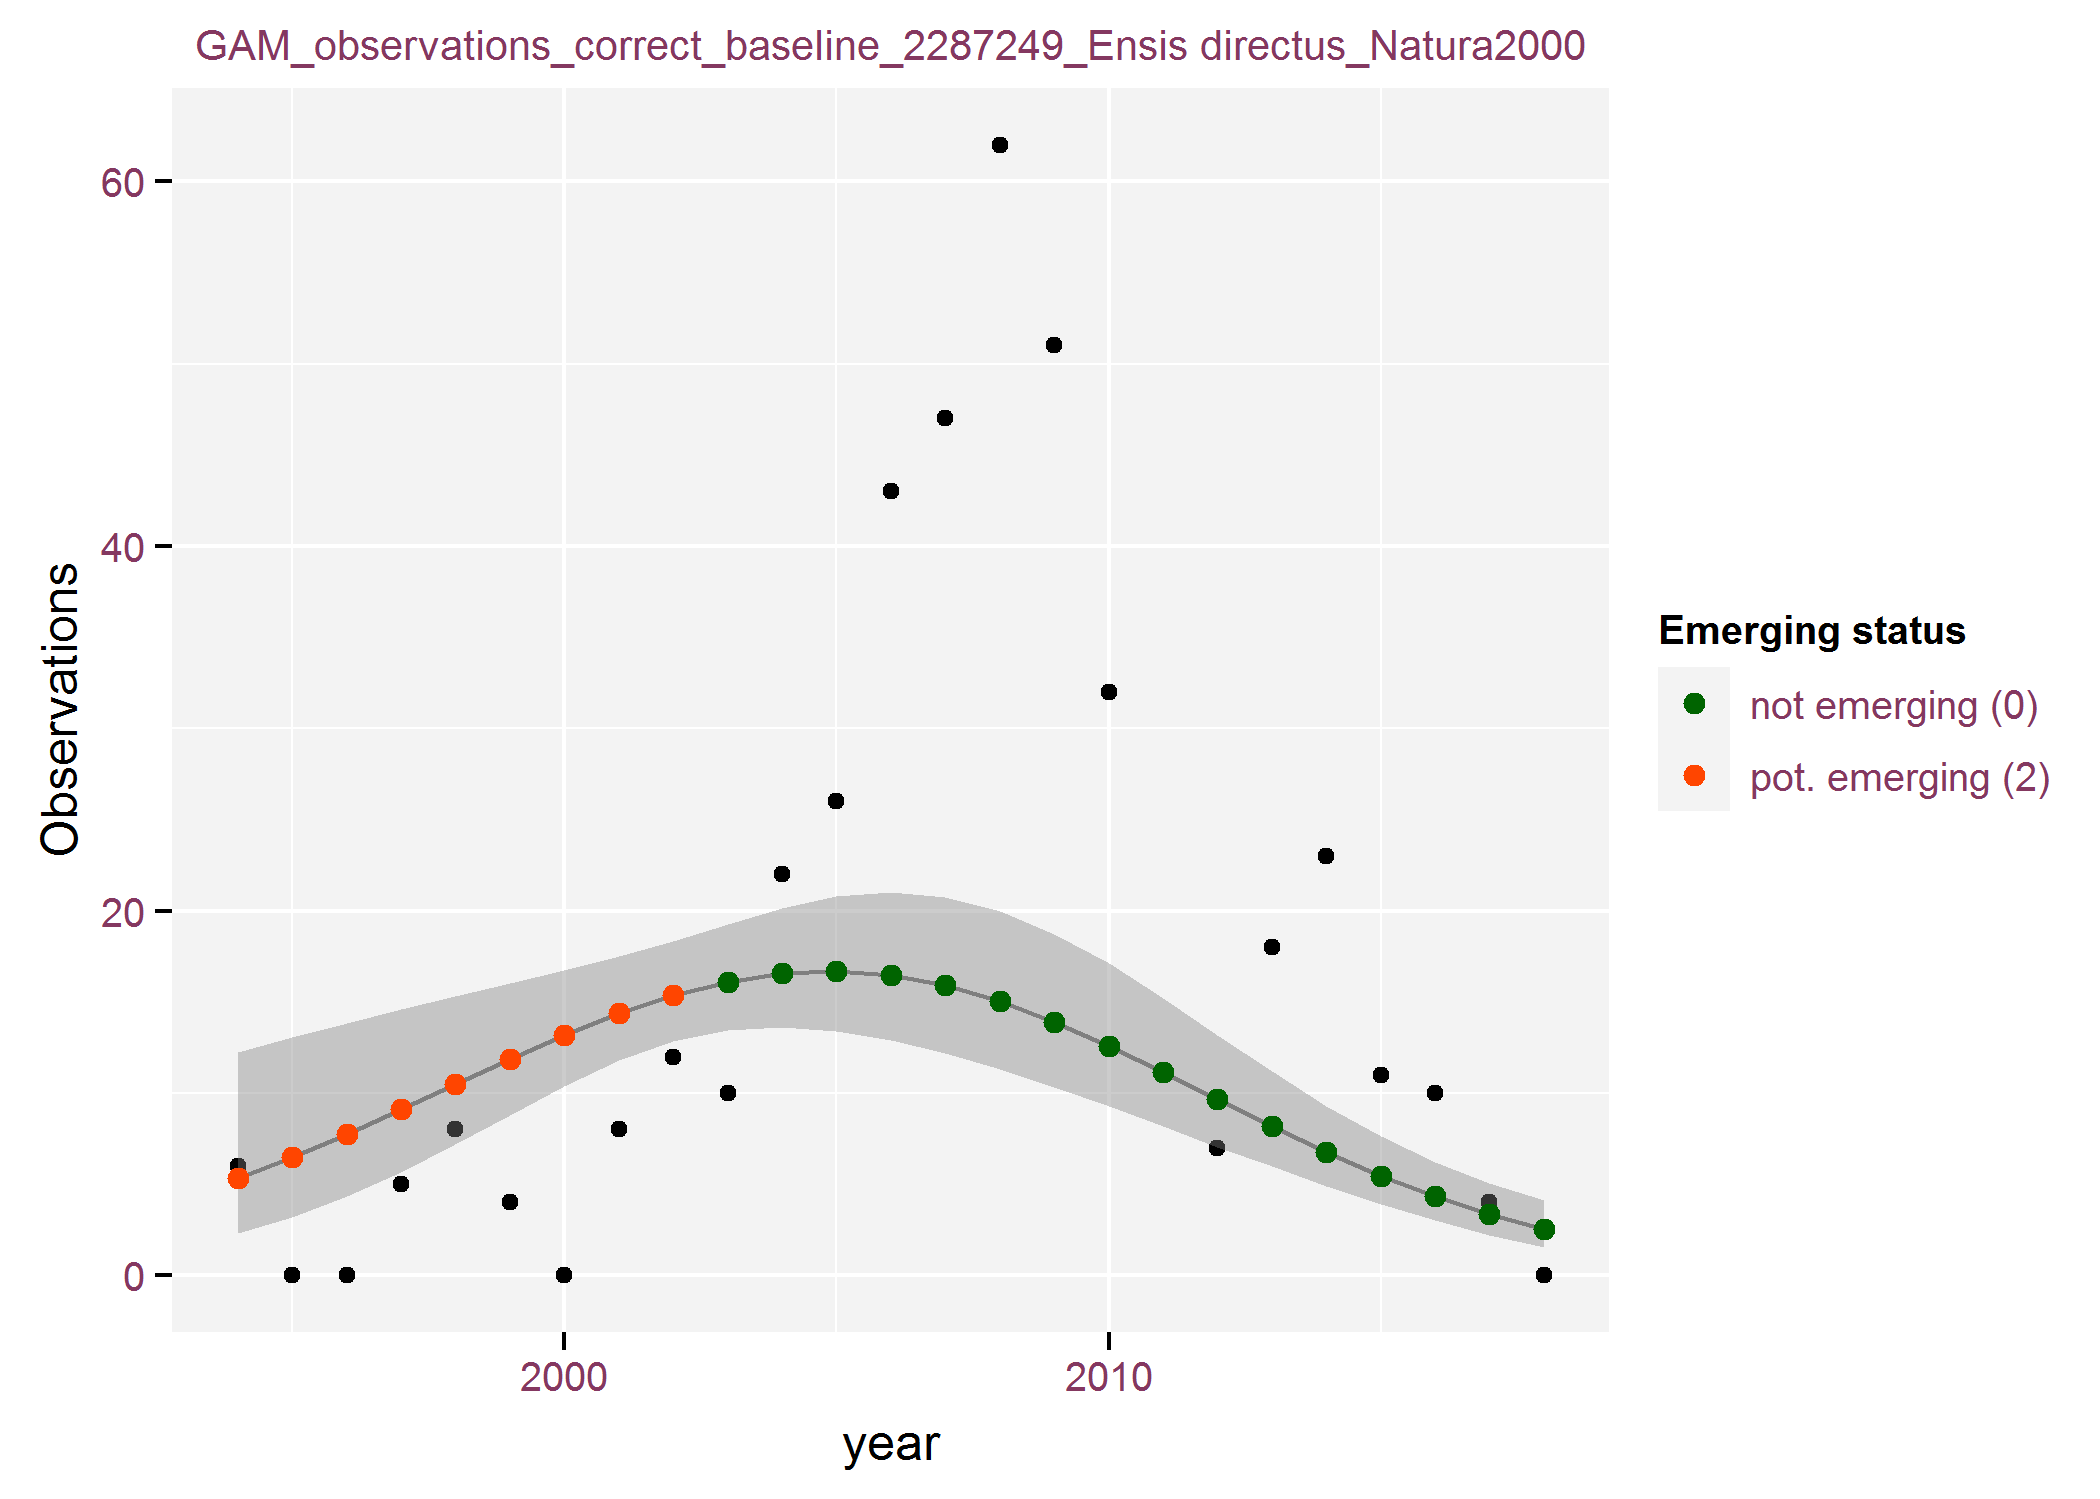 GAM_observations_correct_baseline_2287249_Ensis directus_Natura2000
60
40
20
0
Observations
2000
2010
year
Emerging status
not emerging (0)
pot. emerging (2)